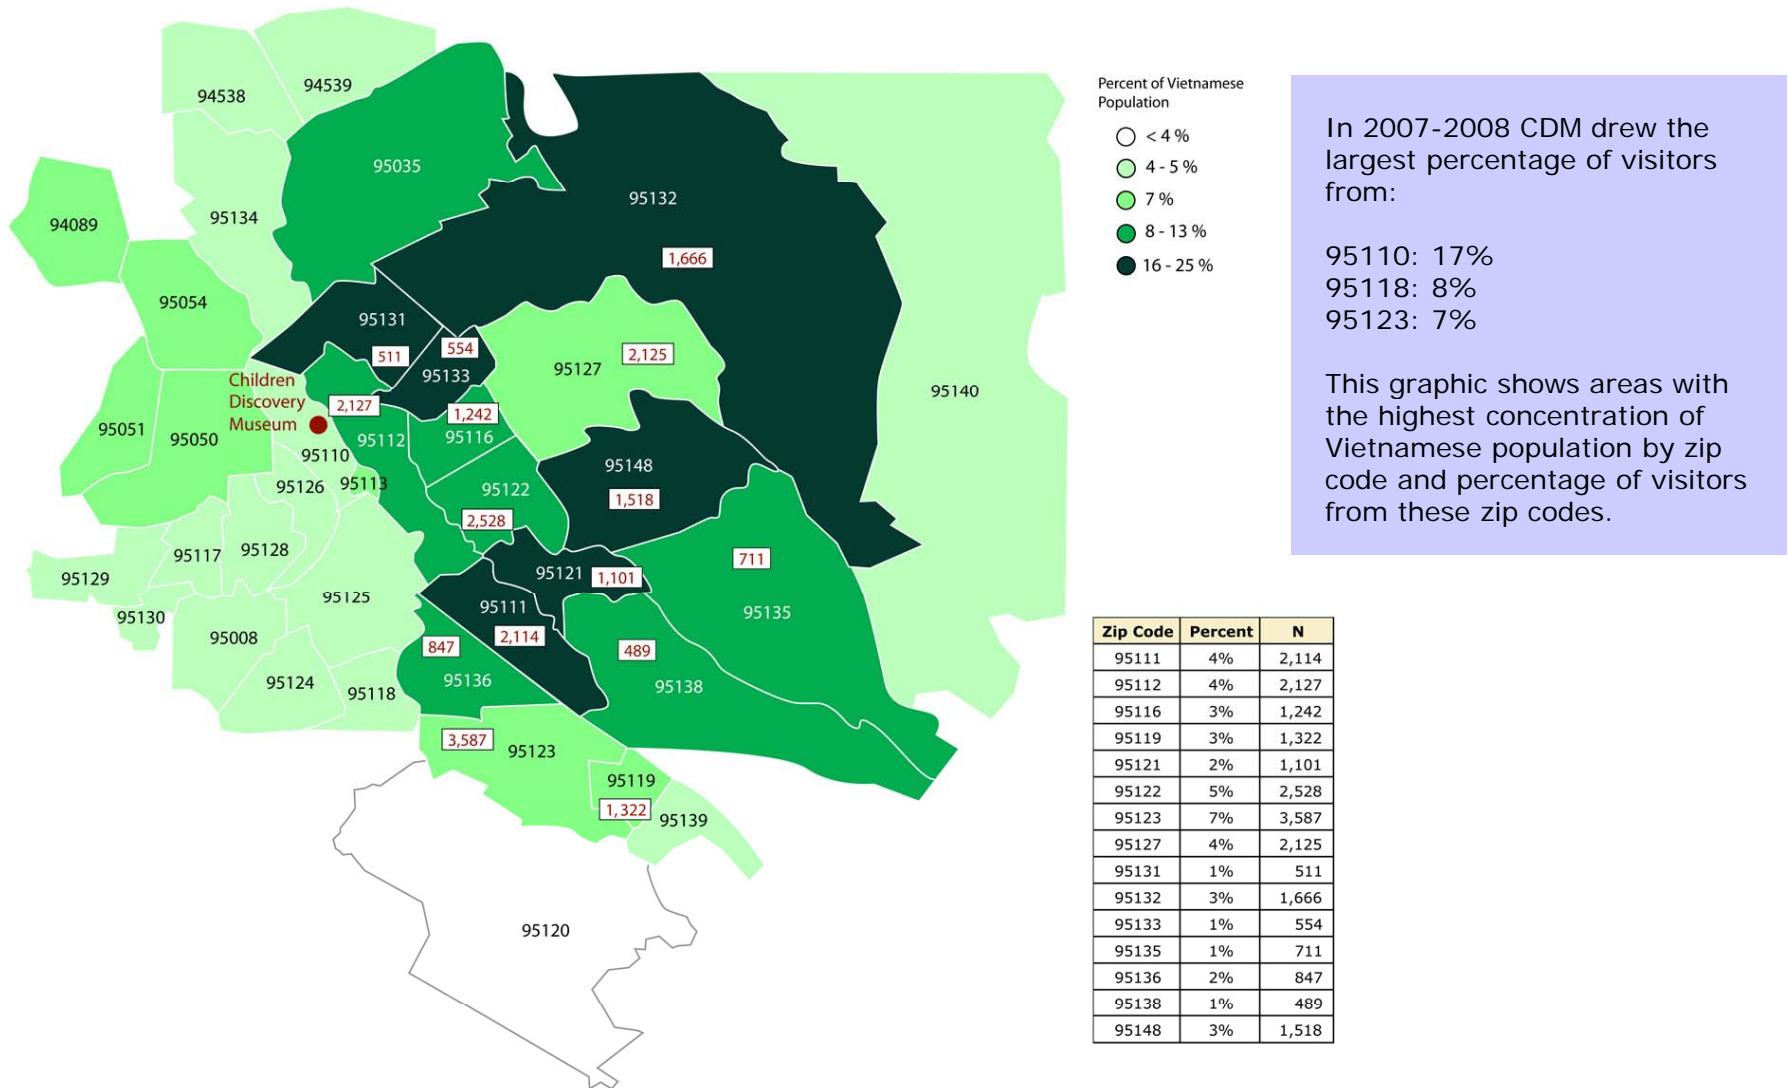 94538
94539
95035
95134
94089
95132
1,666
95054
95131
511
554
95133
95127
2,125
95140
Children
Discovery
Museum
2,127
1,242
95051
95050
95112
95116
95110
95148
1,518
95126
95113
95122
2,528
95117
95128
95129
95121
1,101
711
95125
95111
95135
95130
95008
2,114
847
489
95124
95118
95136
95138
3,587
95123
95119
1,322
95139
95120
Percent of Vietnamese
Population
< 4 %
4 - 5 %
7 %
8 - 13 %
16 - 25 %
In 2007-2008 CDM drew the
largest percentage of visitors
from:
95110: 17%
95118: 8%
95123: 7%
This graphic shows areas with
the highest concentration of
Vietnamese population by zip
code and percentage of visitors
from these zip codes.
Zip Code Percent N
95111 4% 2,114
95112 4% 2,127
95116 3% 1,242
95119 3% 1,322
95121 2% 1,101
95122 5% 2,528
95123 7% 3,587
95127 4% 2,125
95131 1% 511
95132 3% 1,666
95133 1% 554
95135 1% 711
95136 2% 847
95138 1% 489
95148 3% 1,518